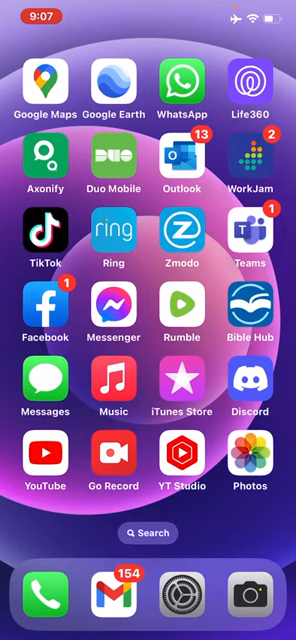 9:07
Google Maps Google Earth WhatsApp Life360
13 2
Axonify DUO Duo Mobile Outlook WorkJam
1
TikTok ring Ring Zmodo Teams
1
Facebook Messenger Rumble Bible Hub
Messages Music iTunes Store Discord
YouTube Go Record YT Studio Photos
Search
154